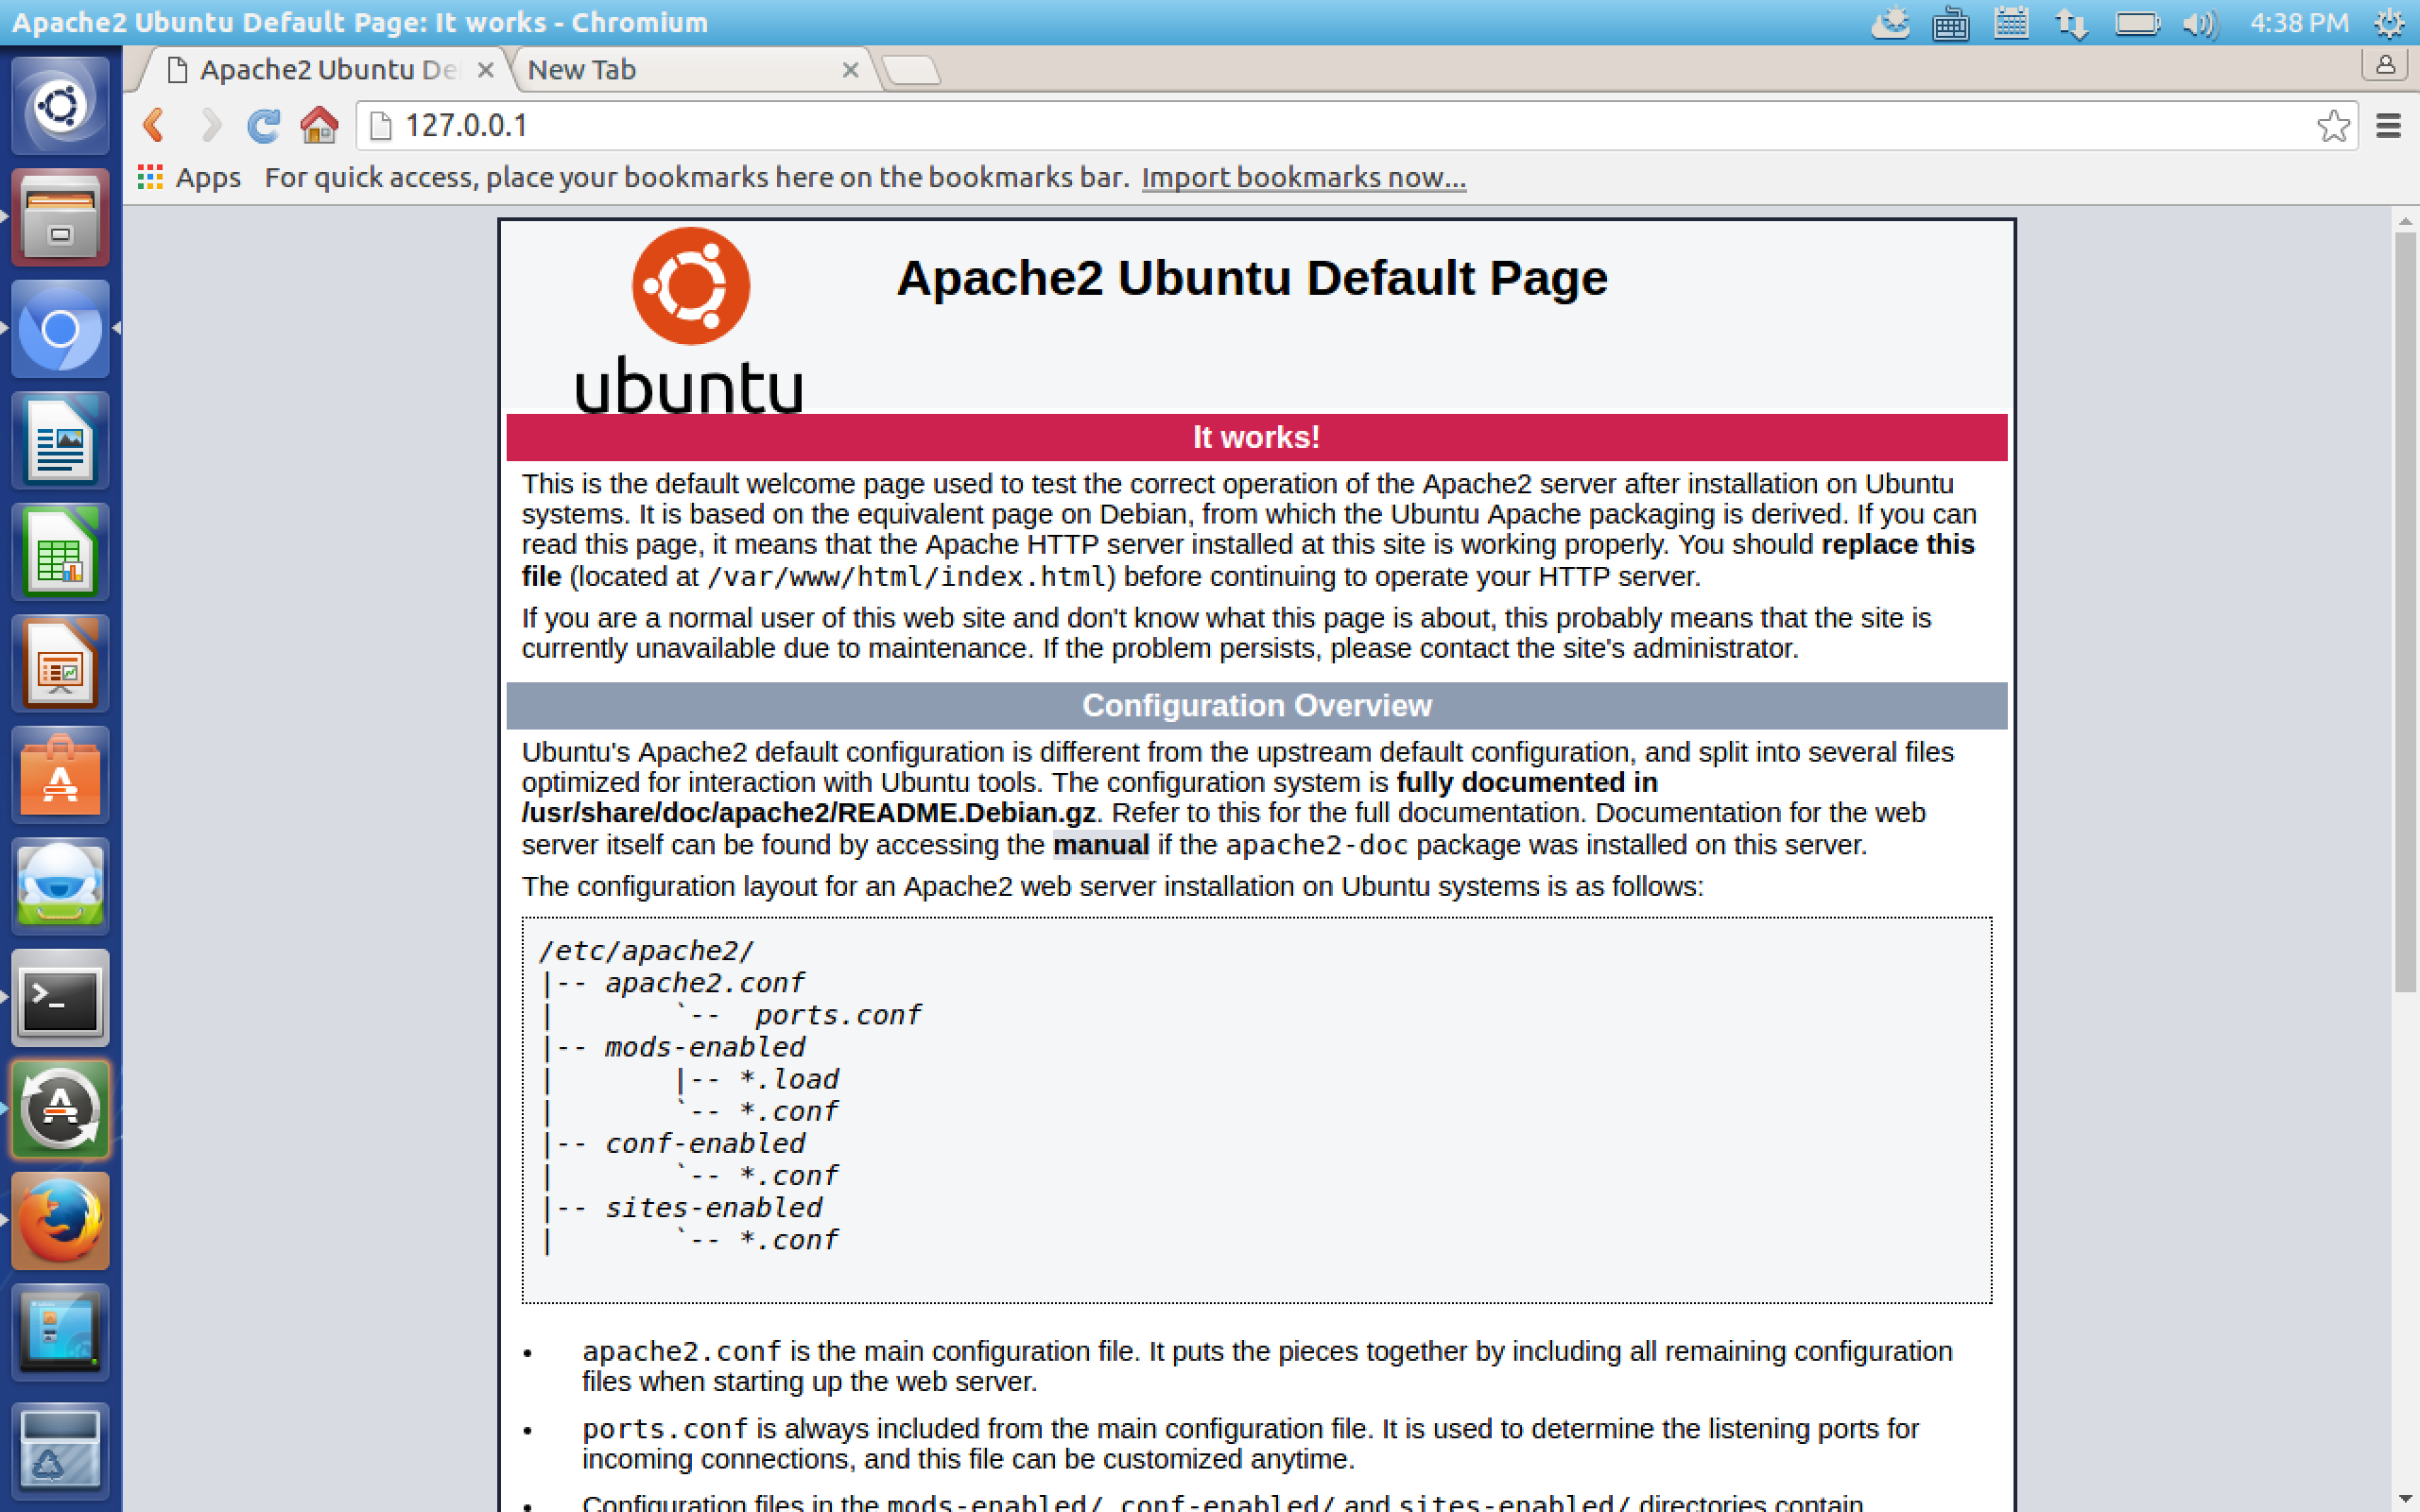 Apache2 Ubuntu Default Page: It works - Chromium
4:38 PM
Apache2 Ubuntu De
New Tab
127.0.0.1
Apps For quick access, place your bookmarks here on the bookmarks bar. Import bookmarks now...
ubuntu
Apache2 Ubuntu Default Page
It works!
This is the default welcome page used to test the correct operation of the Apache2 server after installation on Ubuntu
systems. It is based on the equivalent page on Debian, from which the Ubuntu Apache packaging is derived. If you can
read this page, it means that the Apache HTTP server installed at this site is working properly. You should replace this
file (located at /var/www/html/index.html) before continuing to operate your HTTP server.
If you are a normal user of this web site and don't know what this page is about, this probably means that the site is
currently unavailable due to maintenance. If the problem persists, please contact the site's administrator.
Configuration Overview
Ubuntu's Apache2 default configuration is different from the upstream default configuration, and split into several files
optimized for interaction with Ubuntu tools. The configuration system is fully documented in
/usr/share/doc/apache2/README.Debian.gz. Refer to this for the full documentation. Documentation for the web
server itself can be found by accessing the manual if the apache2-doc package was installed on this server.
The configuration layout for an Apache2 web server installation on Ubuntu systems is as follows:
/etc/apache2/
|-- apache2.conf
|       `--  ports.conf
|-- mods-enabled
|       |-- *.load
|       `-- *.conf
|-- conf-enabled
|       `-- *.conf
|-- sites-enabled
|       `-- *.conf
• apache2.conf is the main configuration file. It puts the pieces together by including all remaining configuration
files when starting up the web server.
• ports.conf is always included from the main configuration file. It is used to determine the listening ports for
incoming connections, and this file can be customized anytime.
• Configuration files in the mods-enabled/, conf-enabled/ and sites-enabled/ directories contain